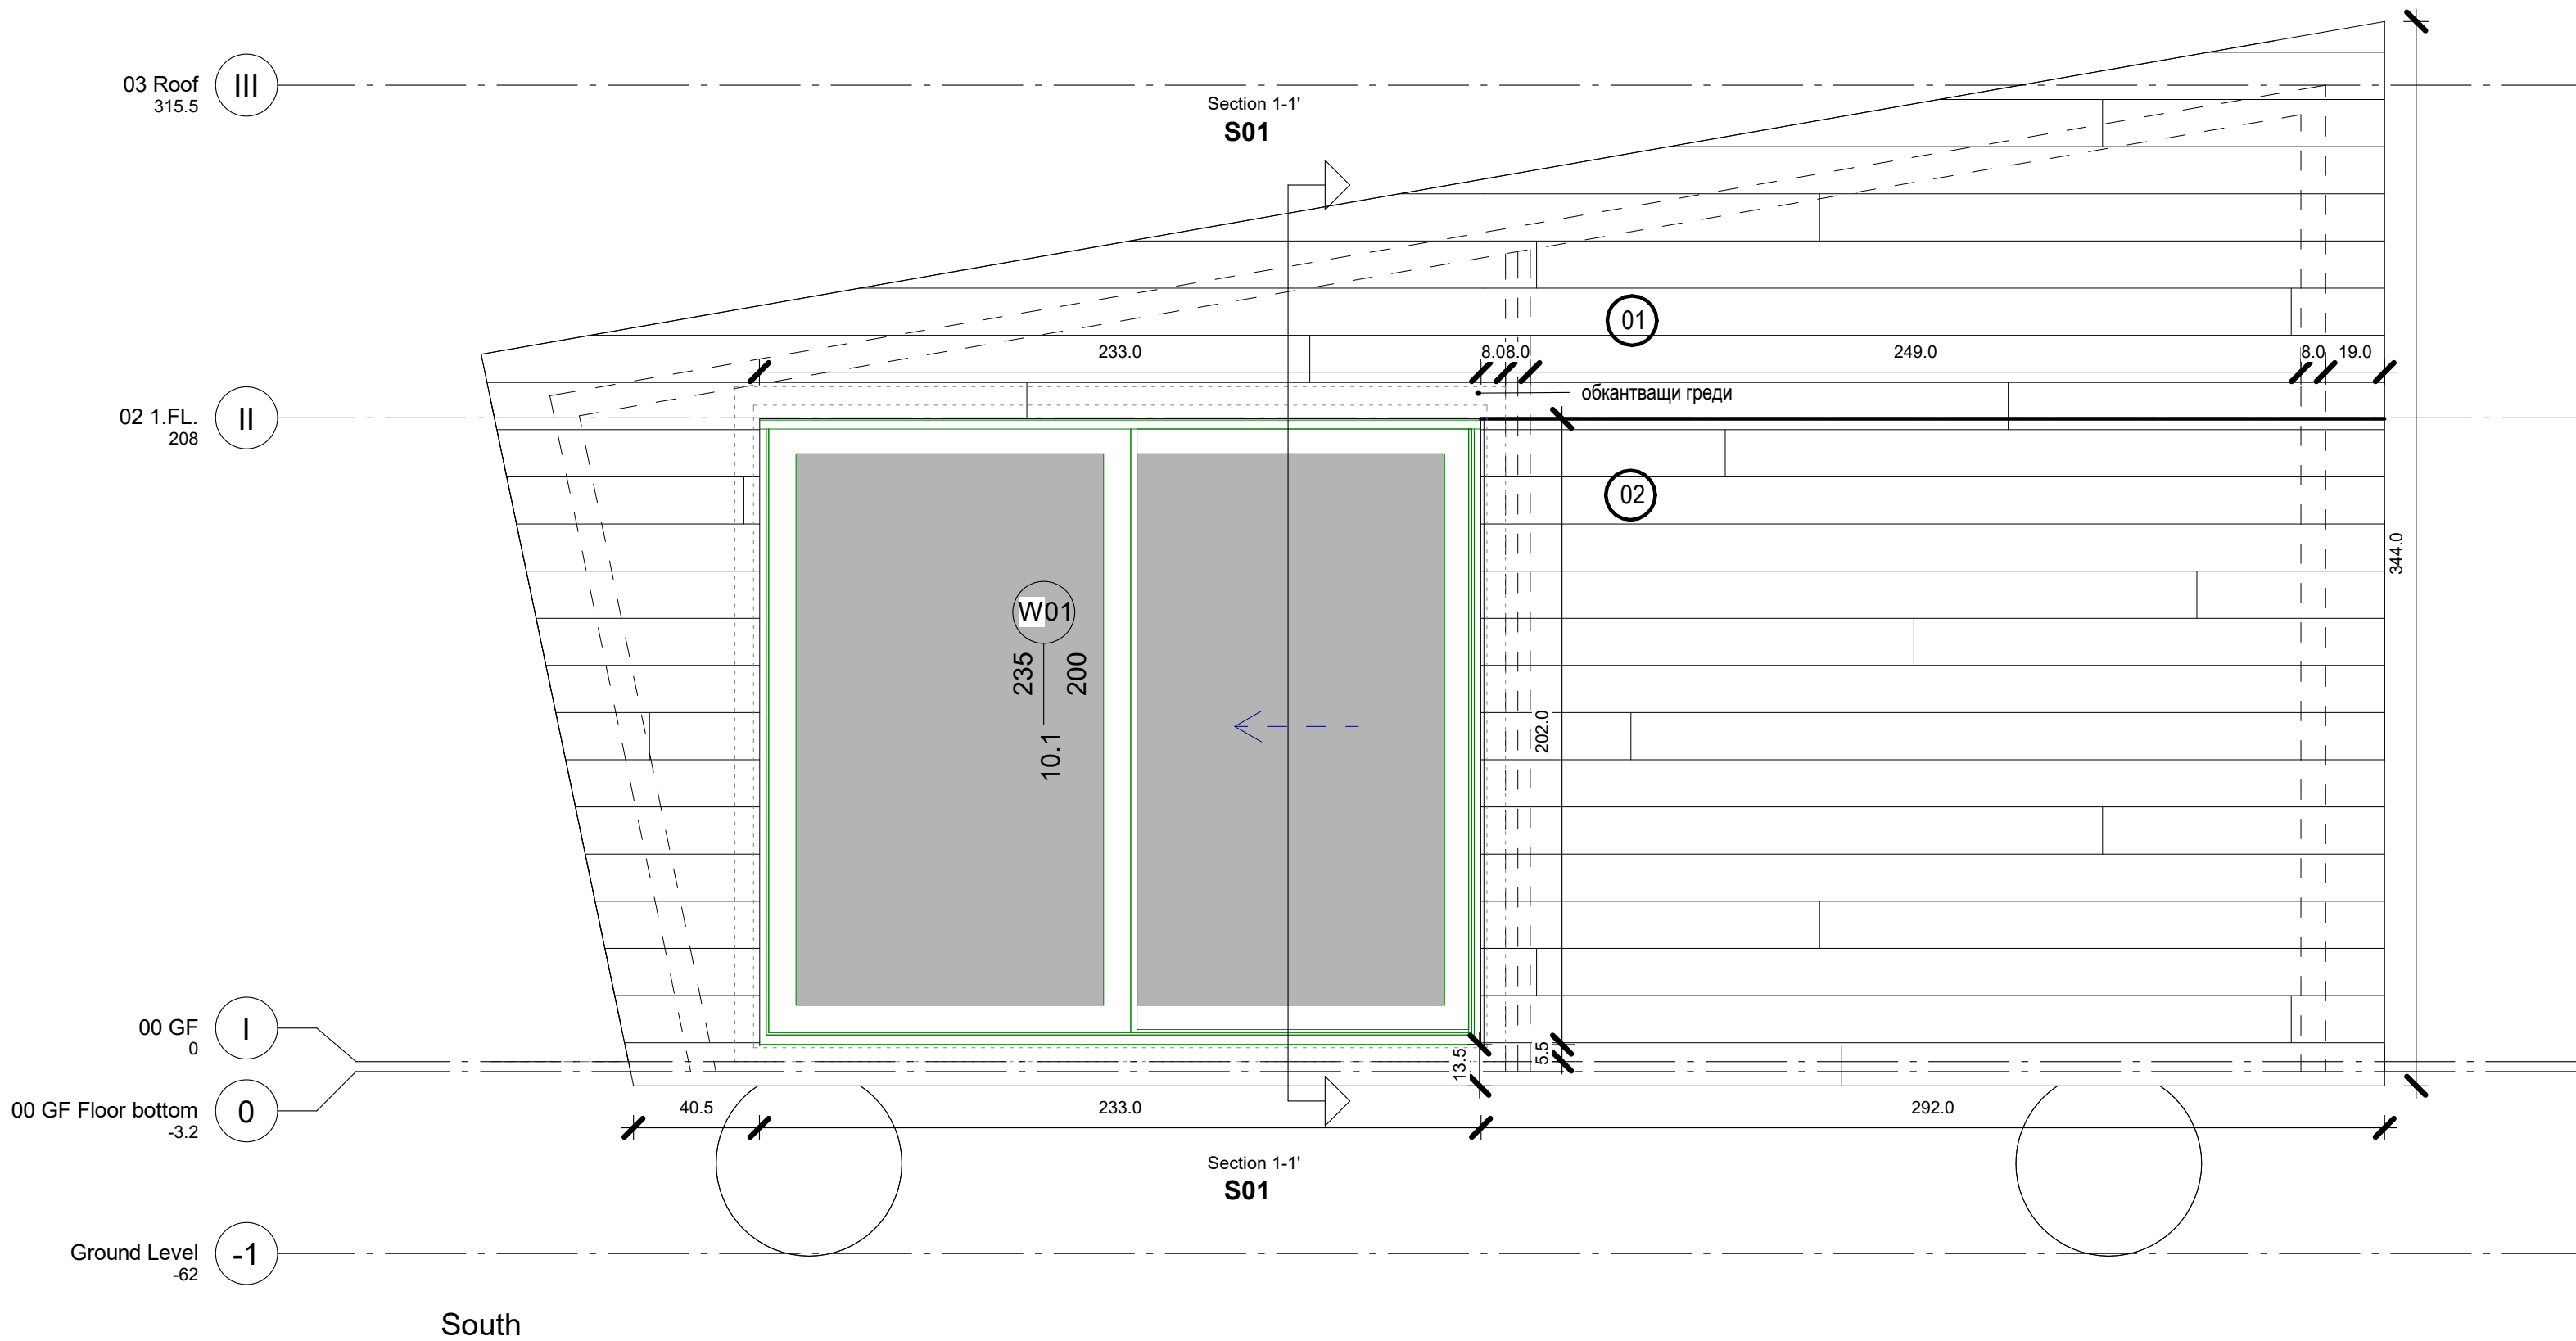 03 Roof
315.5
III
Section 1-1'
S01
01
233.0
8.0
8.0
249.0
8.0
19.0
обкантващи греди
02 1.FL.
208
II
02
344.0
W01
235
200
10.1
202.0
00 GF
0
I
13.5
5.5
00 GF Floor bottom
-3.2
0
40.5
233.0
292.0
Section 1-1'
S01
Ground Level
-62
-1
South